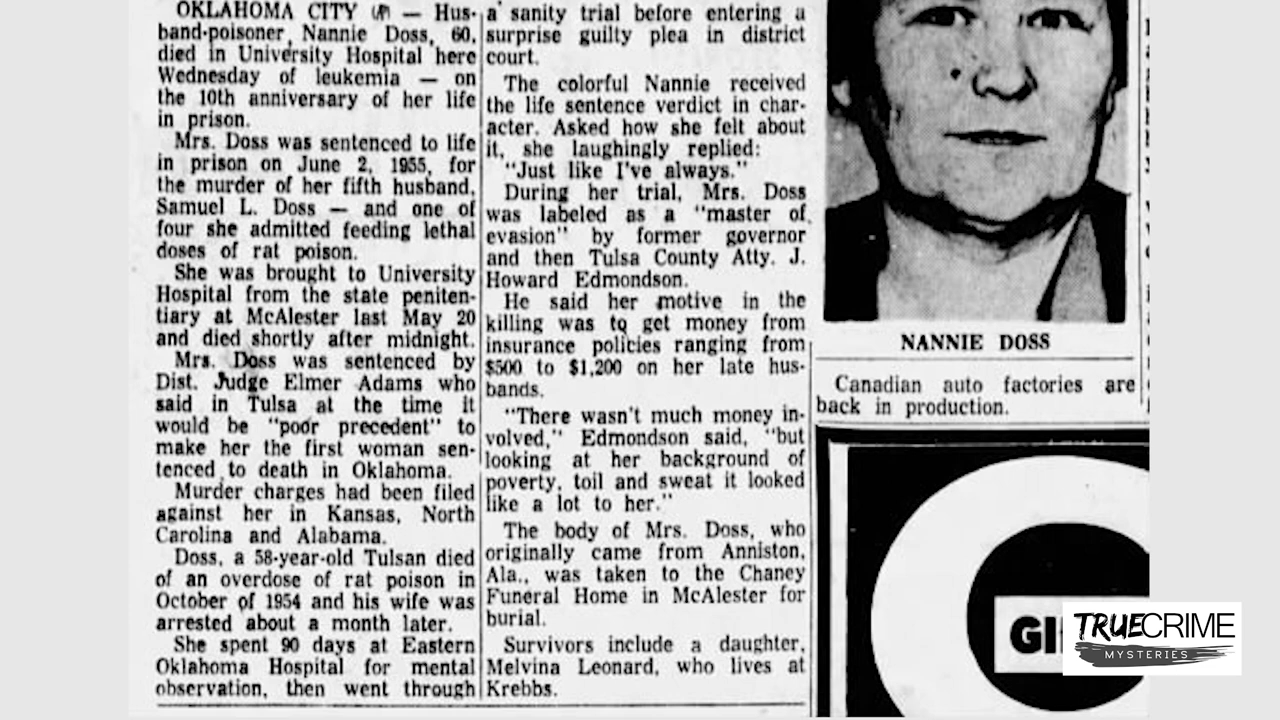 OKLAHOMA CITY (AP) — Hus-
band-poisoner Nannie Doss, 60,
died in University Hospital here
Wednesday of leukemia — on
the 10th anniversary of her life
in prison.
Mrs. Doss was sentenced to life
in prison on June 2, 1955, for
the murder of her fifth husband,
Samuel L. Doss — and one of
four she admitted feeding lethal
doses of rat poison.
She was brought to University
Hospital from the state peniten-
tiary at McAlester last May 20
and died shortly after midnight.
Mrs. Doss was sentenced by
Dist. Judge Elmer Adams who
said in Tulsa at the time it
would be "poor precedent" to
make her the first woman sen-
tenced to death in Oklahoma.
Murder charges had been filed
against her in Kansas, North
Carolina and Alabama.
Doss, a 58-year-old Tulsan died
of an overdose of rat poison in
October of 1954 and his wife was
arrested about a month later.
She spent 90 days at Eastern
Oklahoma Hospital for mental
observation, then went through
a sanity trial before entering a
surprise guilty plea in district
court.
The colorful Nannie received
the life sentence verdict in char-
acter. Asked how she felt about
it, she laughingly replied:
"Just like I've always."
During her trial, Mrs. Doss
was labeled as a "master of
evasion" by former governor
and then Tulsa County Atty. J.
Howard Edmondson.
He said her motive in the
killing was to get money from
insurance policies ranging from
$500 to $1,200 on her late hus-
bands.
"There wasn't much money in-
volved," Edmondson said, "but
looking at her background of
poverty, toil and sweat it looked
like a lot to her."
The body of Mrs. Doss, who
originally came from Anniston,
Ala., was taken to the Chaney
Funeral Home in McAlester for
burial.
Survivors include a daughter,
Melvina Leonard, who lives at
Krebbs.
NANNIE DOSS
Canadian auto factories are
back in production.
TRUECRIME
MYSTERIES